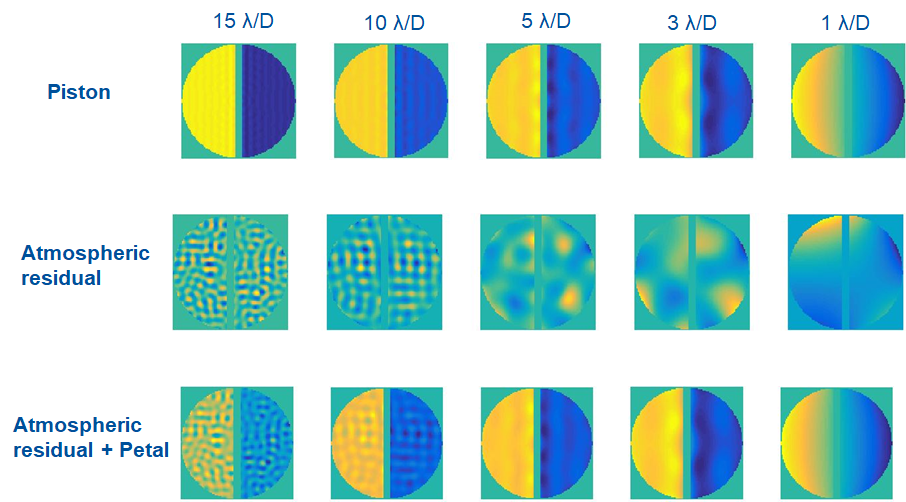 15 λ/D 10 λ/D 5 λ/D 3 λ/D 1 λ/D
Piston
Atmospheric
residual
Atmospheric
residual + Petal